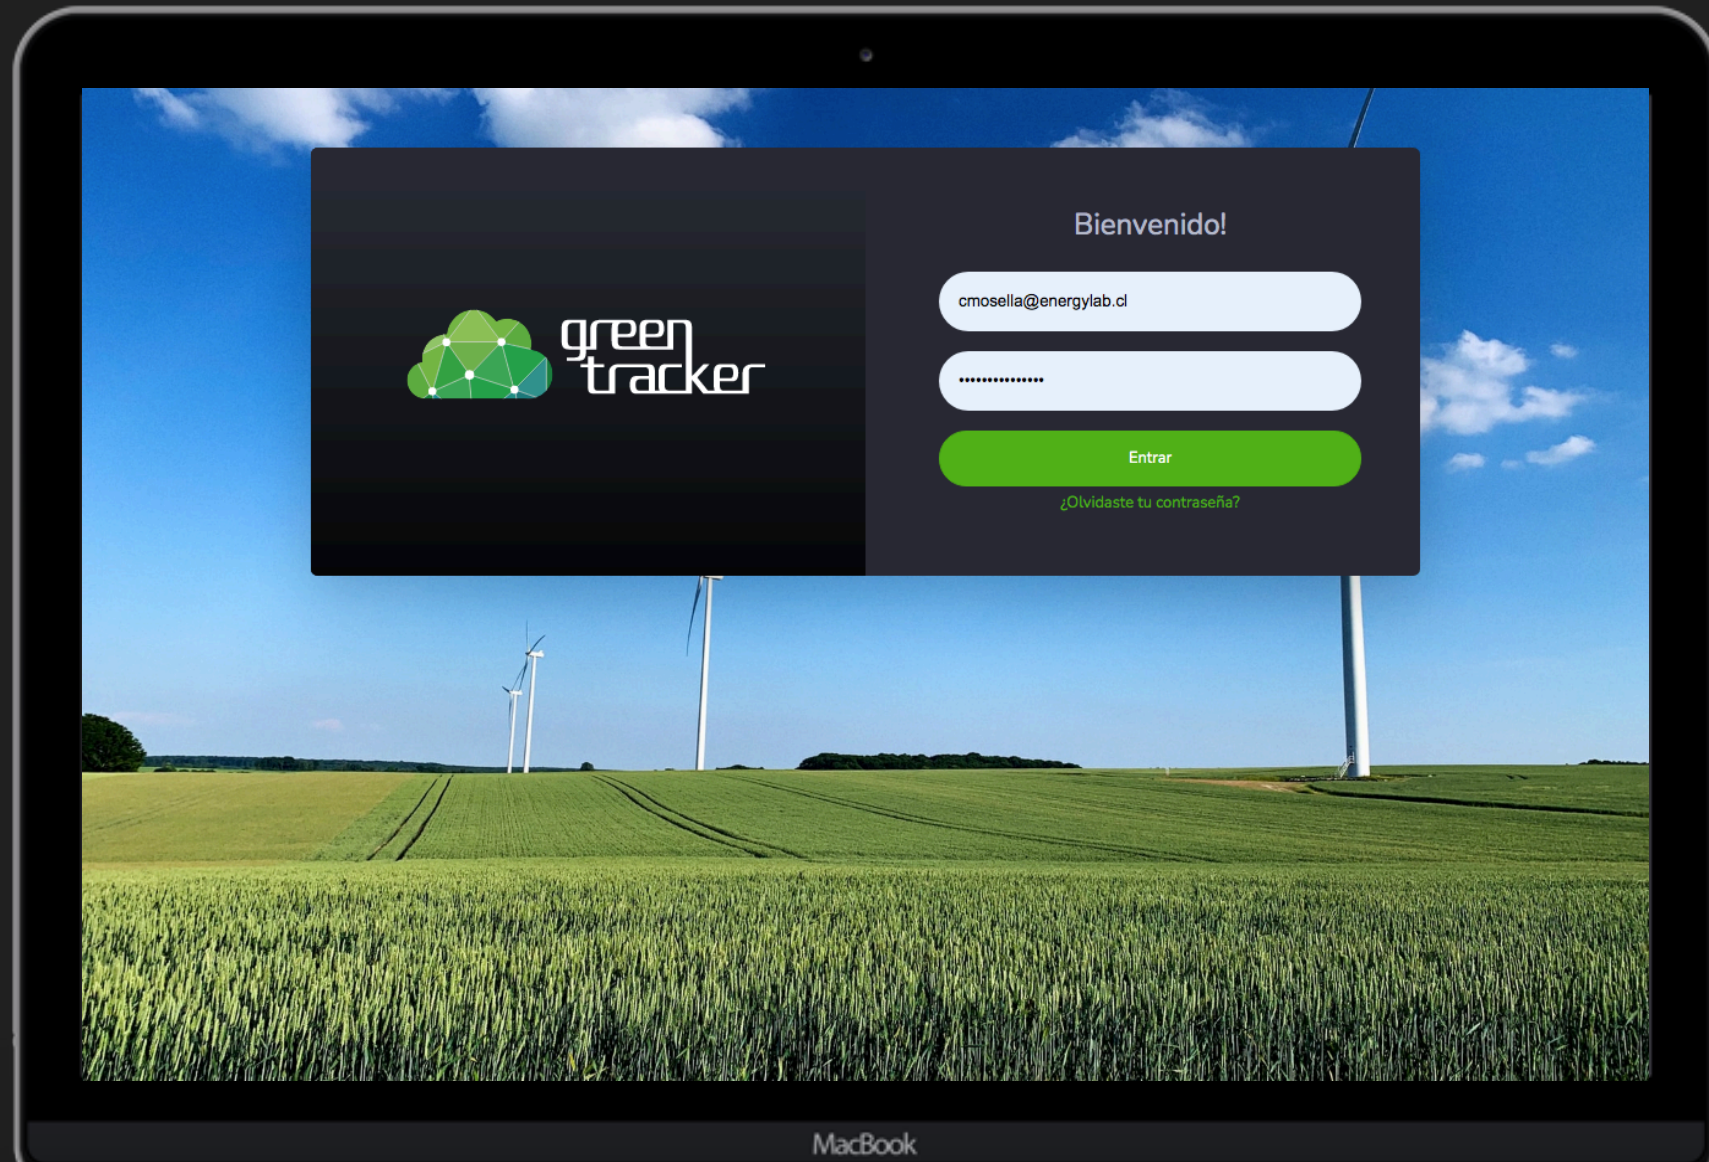 green
tracker
Bienvenido!
cmosella@energylab.cl
•••••••••••••••
Entrar
¿Olvidaste tu contraseña?
MacBook